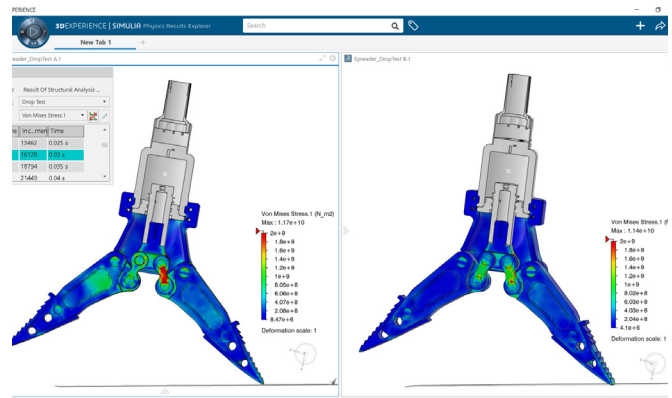 PERIENCE
3DEXPERIENCE | SIMULIA Physics Results Explorer
Search
New Tab 1
reader_DropTest A.1
Spreader_DropTest B.1
Result Of Structural Analysis ...
Drop Test
Von Mises Stress.1
Inc...men Time
13462 0.025 s
16128 0.03 s
18794 0.035 s
21449 0.04 s
Von Mises Stress.1 (N_m2)
Max : 1.17e+10
2e+9
1.8e+9
1.6e+9
1.4e+9
1.2e+9
1e+9
8.05e+8
6.06e+8
4.07e+8
2.08e+8
8.47e+6
Deformation scale: 1
Von Mises Stress.1 (N
Max : 1.14e+10
2e+9
1.8e+9
1.6e+9
1.4e+9
1.2e+9
1e+9
8.02e+8
6.03e+8
4.03e+8
2.04e+8
4.1e+6
Deformation scale: 1